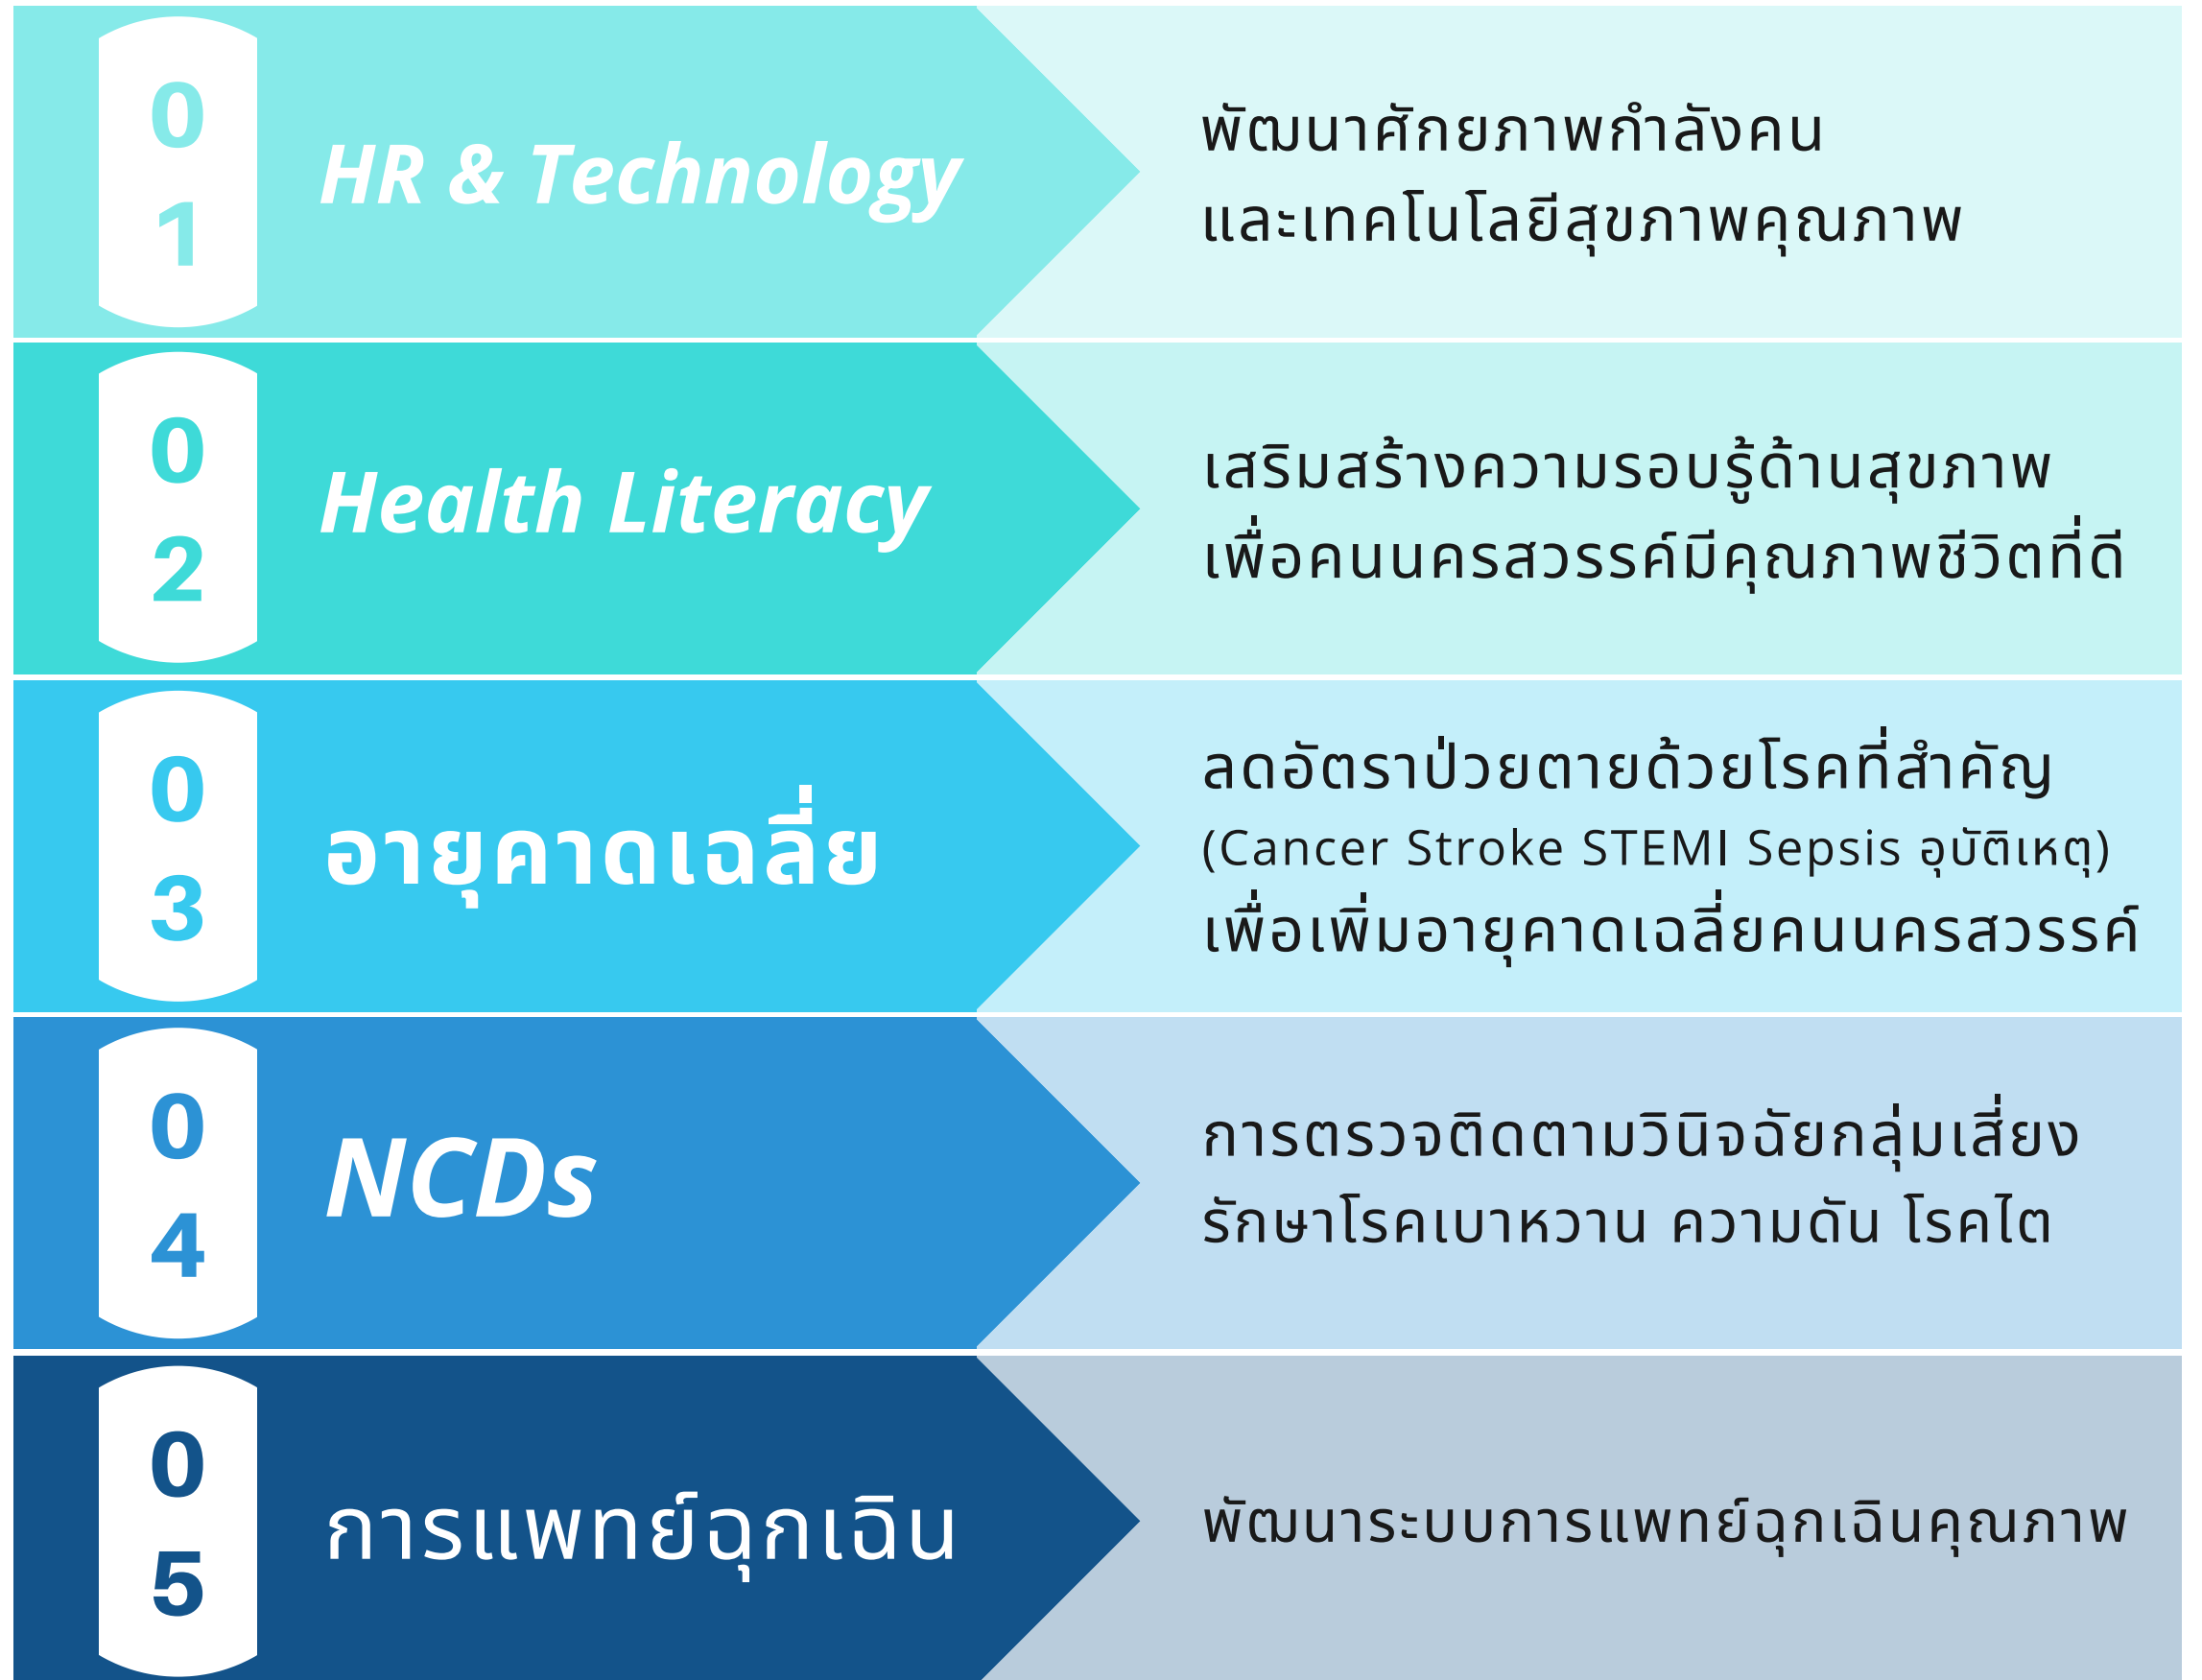 01
HR & Technology
พัฒนาศักยภาพกำลังคน
และเทคโนโลยีสุขภาพคุณภาพ
02
Health Literacy
เสริมสร้างความรอบรู้ด้านสุขภาพ
เพื่อคนนครสวรรค์มีคุณภาพชีวิตที่ดี
03
อายุคาดเฉลี่ย
ลดอัตราป่วยตายด้วยโรคที่สำคัญ
(Cancer Stroke STEMI Sepsis อุบัติเหตุ)
เพื่อเพิ่มอายุคาดเฉลี่ยคนนครสวรรค์
04
NCDs
การตรวจติดตามวินิจฉัยกลุ่มเสี่ยง
รักษาโรคเบาหวาน ความดัน โรคไต
05
การแพทย์ฉุกเฉิน
พัฒนาระบบการแพทย์ฉุกเฉินคุณภาพ